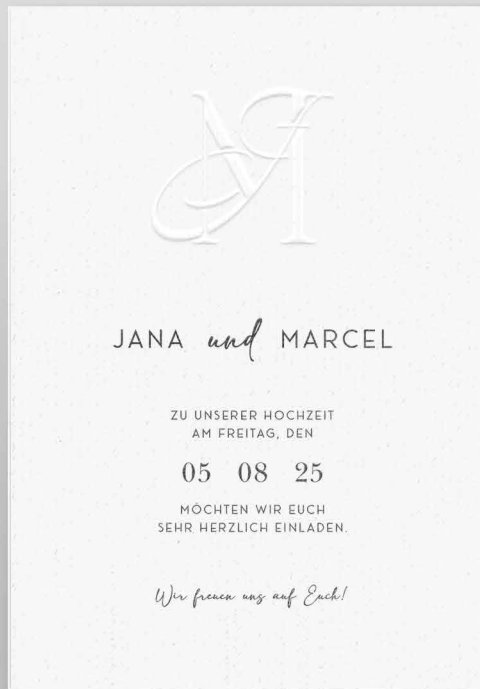 JANA und MARCEL
ZU UNSERER HOCHZEIT
AM FREITAG, DEN
05 08 25
MÖCHTEN WIR EUCH
SEHR HERZLICH EINLADEN.
Wir freuen uns auf Euch!